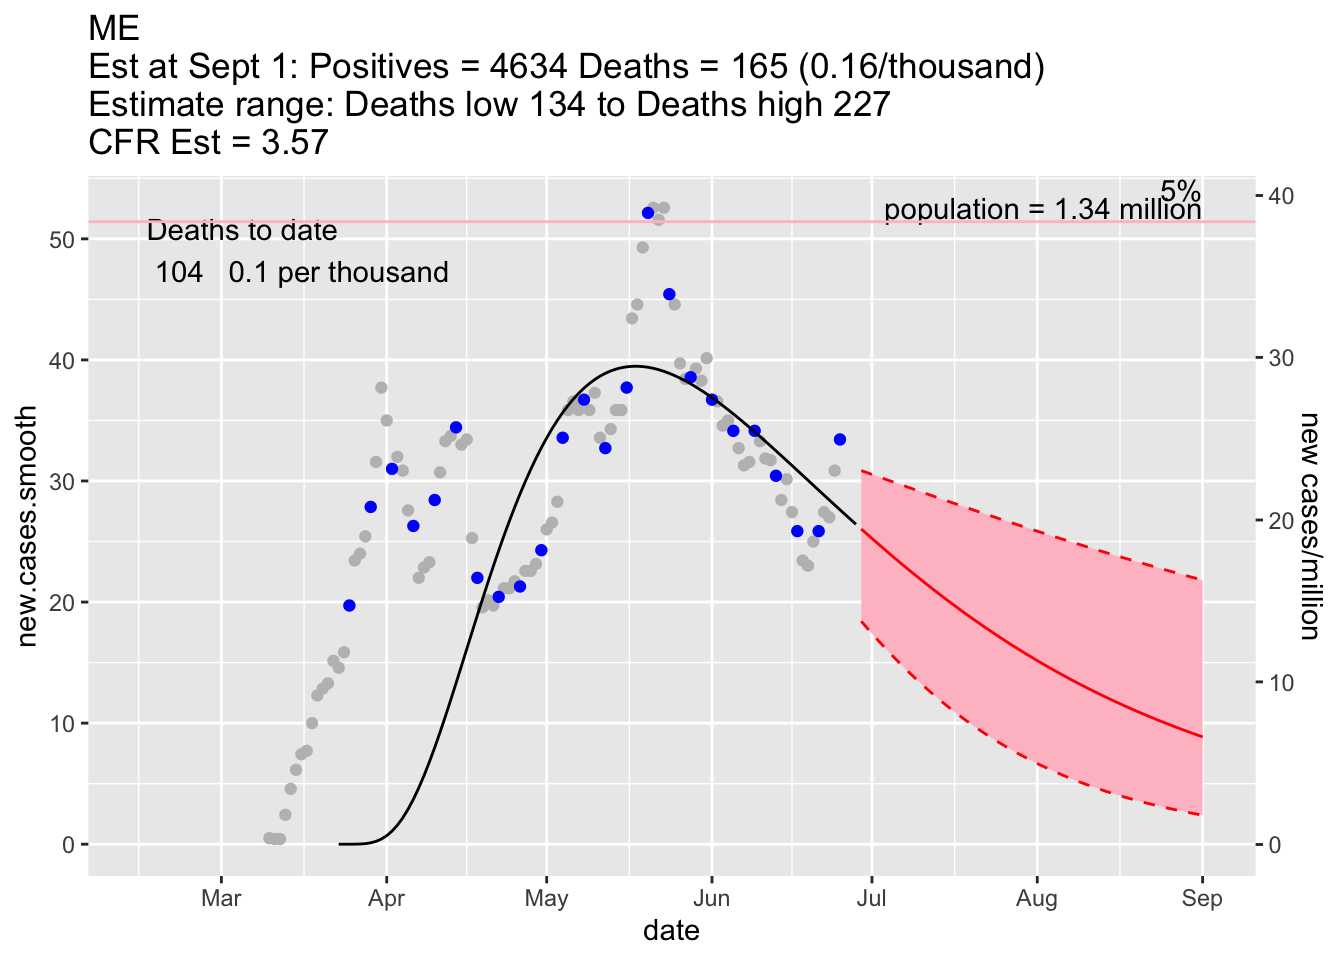 ME
Est at Sept 1: Positives = 4634 Deaths = 165 (0.16/thousand)
Estimate range: Deaths low 134 to Deaths high 227
CFR Est = 3.57
5%
population = 1.34 million
Deaths to date
104 0.1 per thousand
new.cases.smooth
50
40
30
20
10
0
40
30
20
10
0
new cases/million
Mar Apr May Jun Jul Aug Sep
date